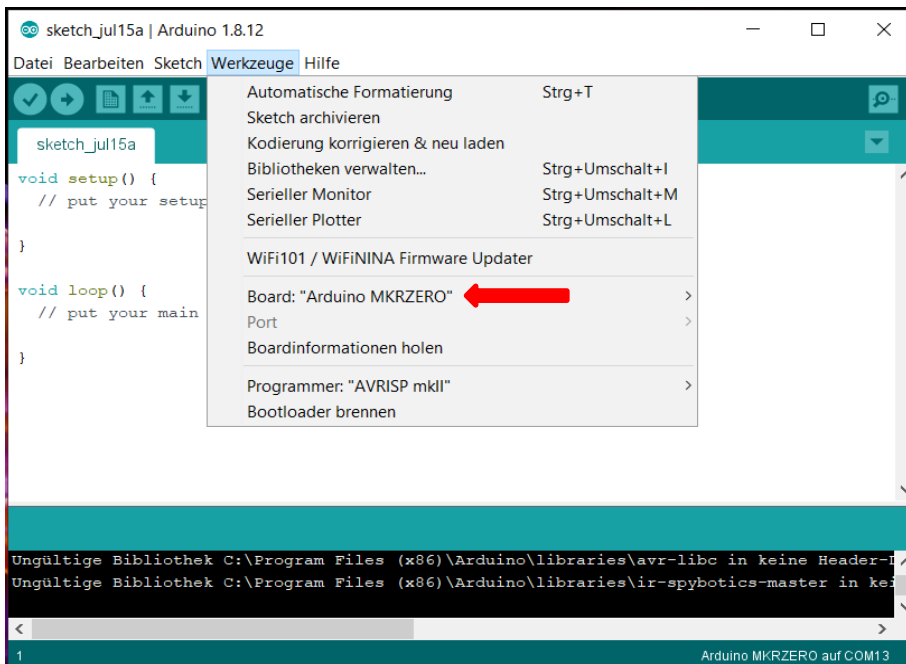 sketch_jul15a | Arduino 1.8.12
Datei Bearbeiten Sketch Werkzeuge Hilfe
Automatische Formatierung Strg+T
Sketch archivieren
sketch_jul15a
Kodierung korrigieren & neu laden
Bibliotheken verwalten... Strg+Umschalt+I
Serieller Monitor Strg+Umschalt+M
Serieller Plotter Strg+Umschalt+L
WiFi101 / WiFiNINA Firmware Updater
Board: "Arduino MKRZERO"
Port
Boardinformationen holen
Programmer: "AVRISP mkII"
Bootloader brennen
void setup() {
// put your setup
}
void loop() {
// put your main
}
Ungültige Bibliothek C:\Program Files (x86)\Arduino\libraries\avr-libc in keine Header-
Ungültige Bibliothek C:\Program Files (x86)\Arduino\libraries\ir-spybotics-master in kei
1 Arduino MKRZERO auf COM13